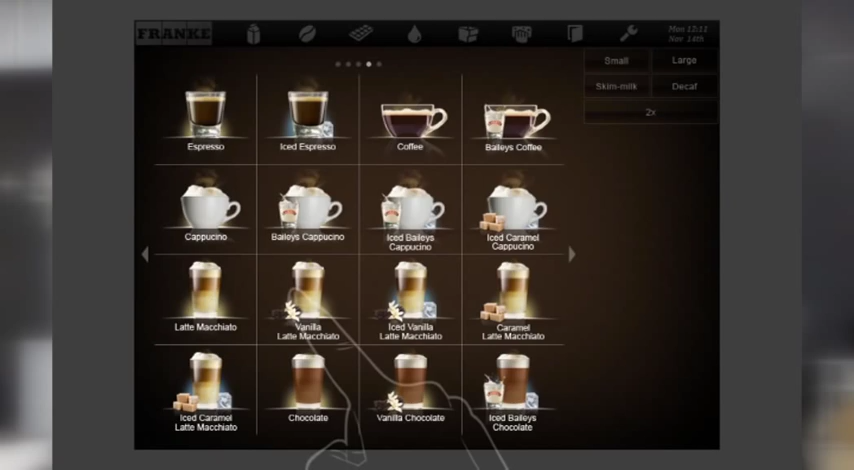 FRANKE
Mon 17:11
Nov 14th
Small
Large
Skim-milk
Decaf
2x
Espresso
Iced Espresso
Coffee
Baileys Coffee
Cappucino
Baileys Cappucino
Iced Baileys
Cappucino
Iced Caramel
Cappucino
Latte Macchiato
Vanilla
Latte Macchiato
Iced Vanilla
Latte Macchiato
Caramel
Latte Macchiato
Iced Caramel
Latte Macchiato
Chocolate
Vanilla Chocolate
Iced Baileys
Chocolate